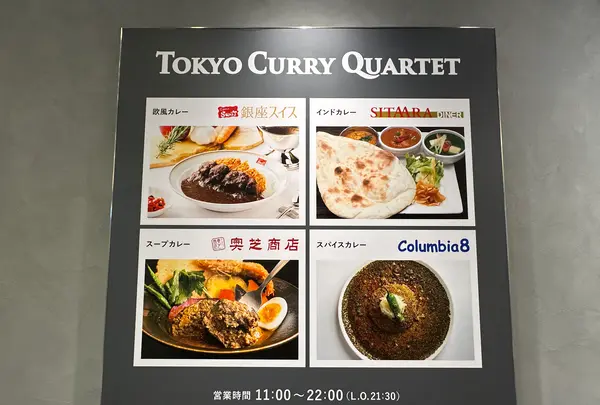 TOKYO CURRY QUARTET
欧風カレー 銀座スイス
インドカレー SITAARA DINER
スープカレー 奥芝商店
スパイスカレー Columbia8
営業時間 11:00～22:00(L.O.21:30)